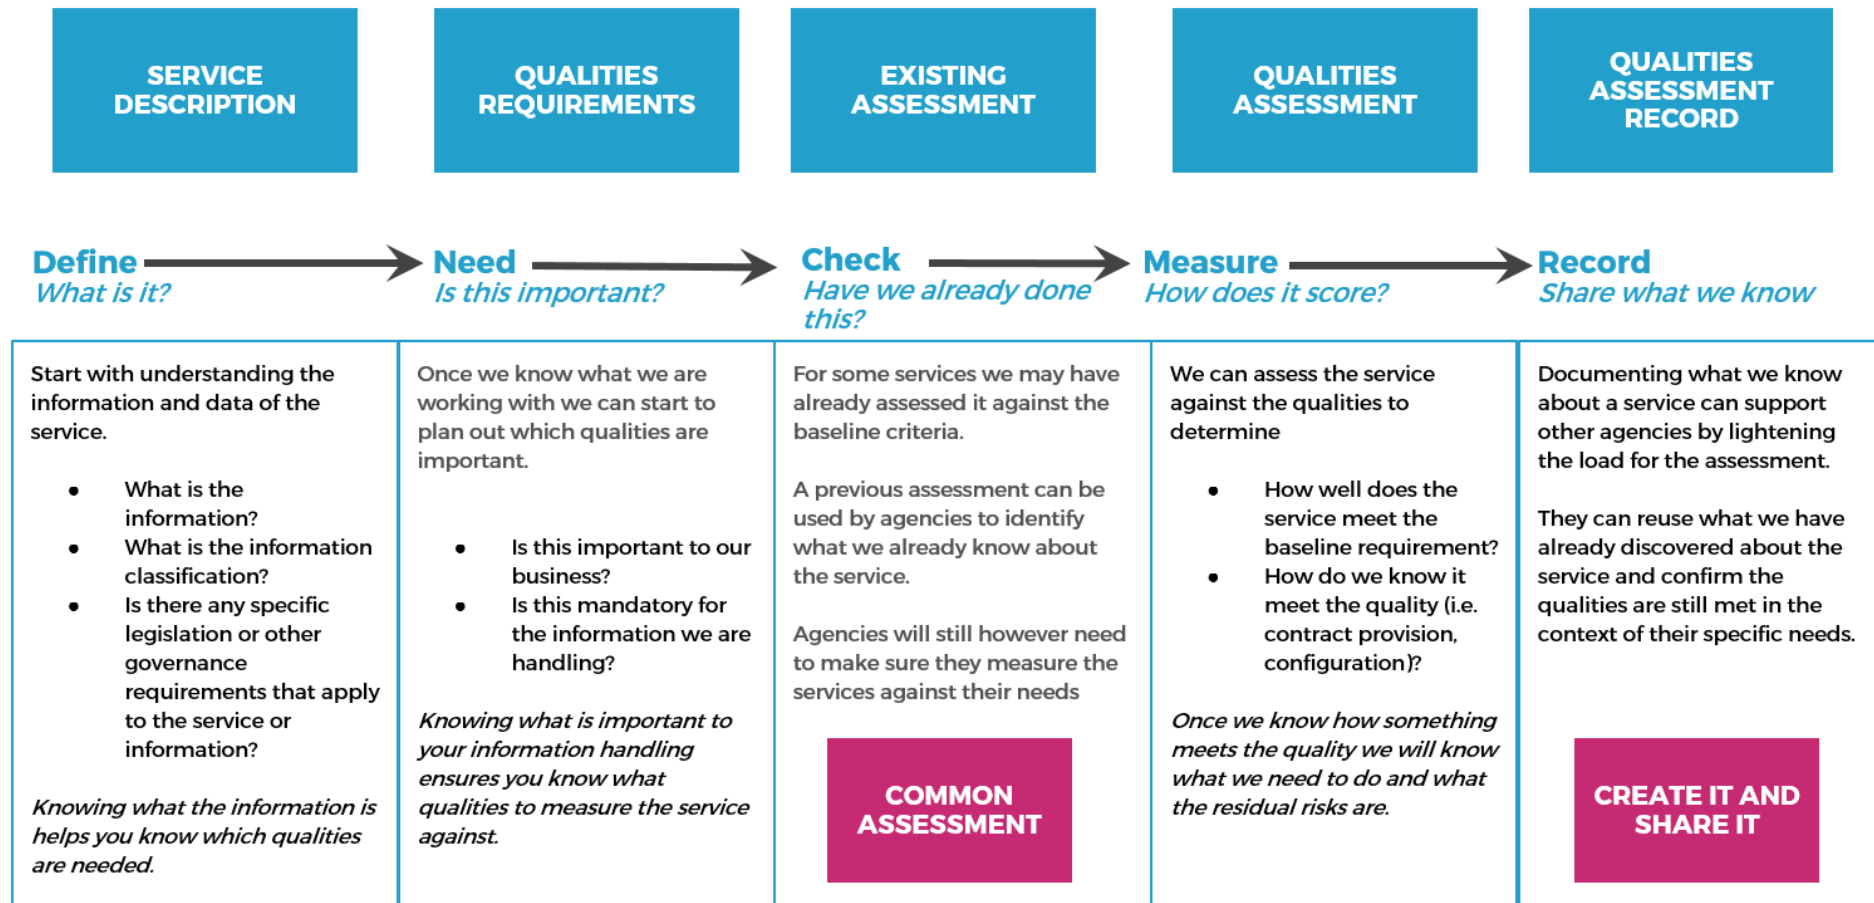 SERVICE
DESCRIPTION
QUALITIES
REQUIREMENTS
EXISTING
ASSESSMENT
QUALITIES
ASSESSMENT
QUALITIES
ASSESSMENT
RECORD
Define
What is it?
Need
Is this important?
Check
Have we already done
this?
Measure
How does it score?
Record
Share what we know
Start with understanding the
information and data of the
service.
● What is the
information?
● What is the information
classification?
● Is there any specific
legislation or other
governance
requirements that apply
to the service or
information?
Knowing what the information is
helps you know which qualities
are needed.
Once we know what we are
working with we can start to
plan out which qualities are
important.
● Is this important to our
business?
● Is this mandatory for
the information we are
handling?
Knowing what is important to
your information handling
ensures you know what
qualities to measure the service
against.
For some services we may have
already assessed it against the
baseline criteria.
A previous assessment can be
used by agencies to identify
what we already know about
the service.
Agencies will still however need
to make sure they measure the
services against their needs
COMMON
ASSESSMENT
We can assess the service
against the qualities to
determine
● How well does the
service meet the
baseline requirement?
● How do we know it
meet the quality (i.e.
contract provision,
configuration)?
Once we know how something
meets the quality we will know
what we need to do and what
the residual risks are.
Documenting what we know
about a service can support
other agencies by lightening
the load for the assessment.
They can reuse what we have
already discovered about the
service and confirm the
qualities are still met in the
context of their specific needs.
CREATE IT AND
SHARE IT